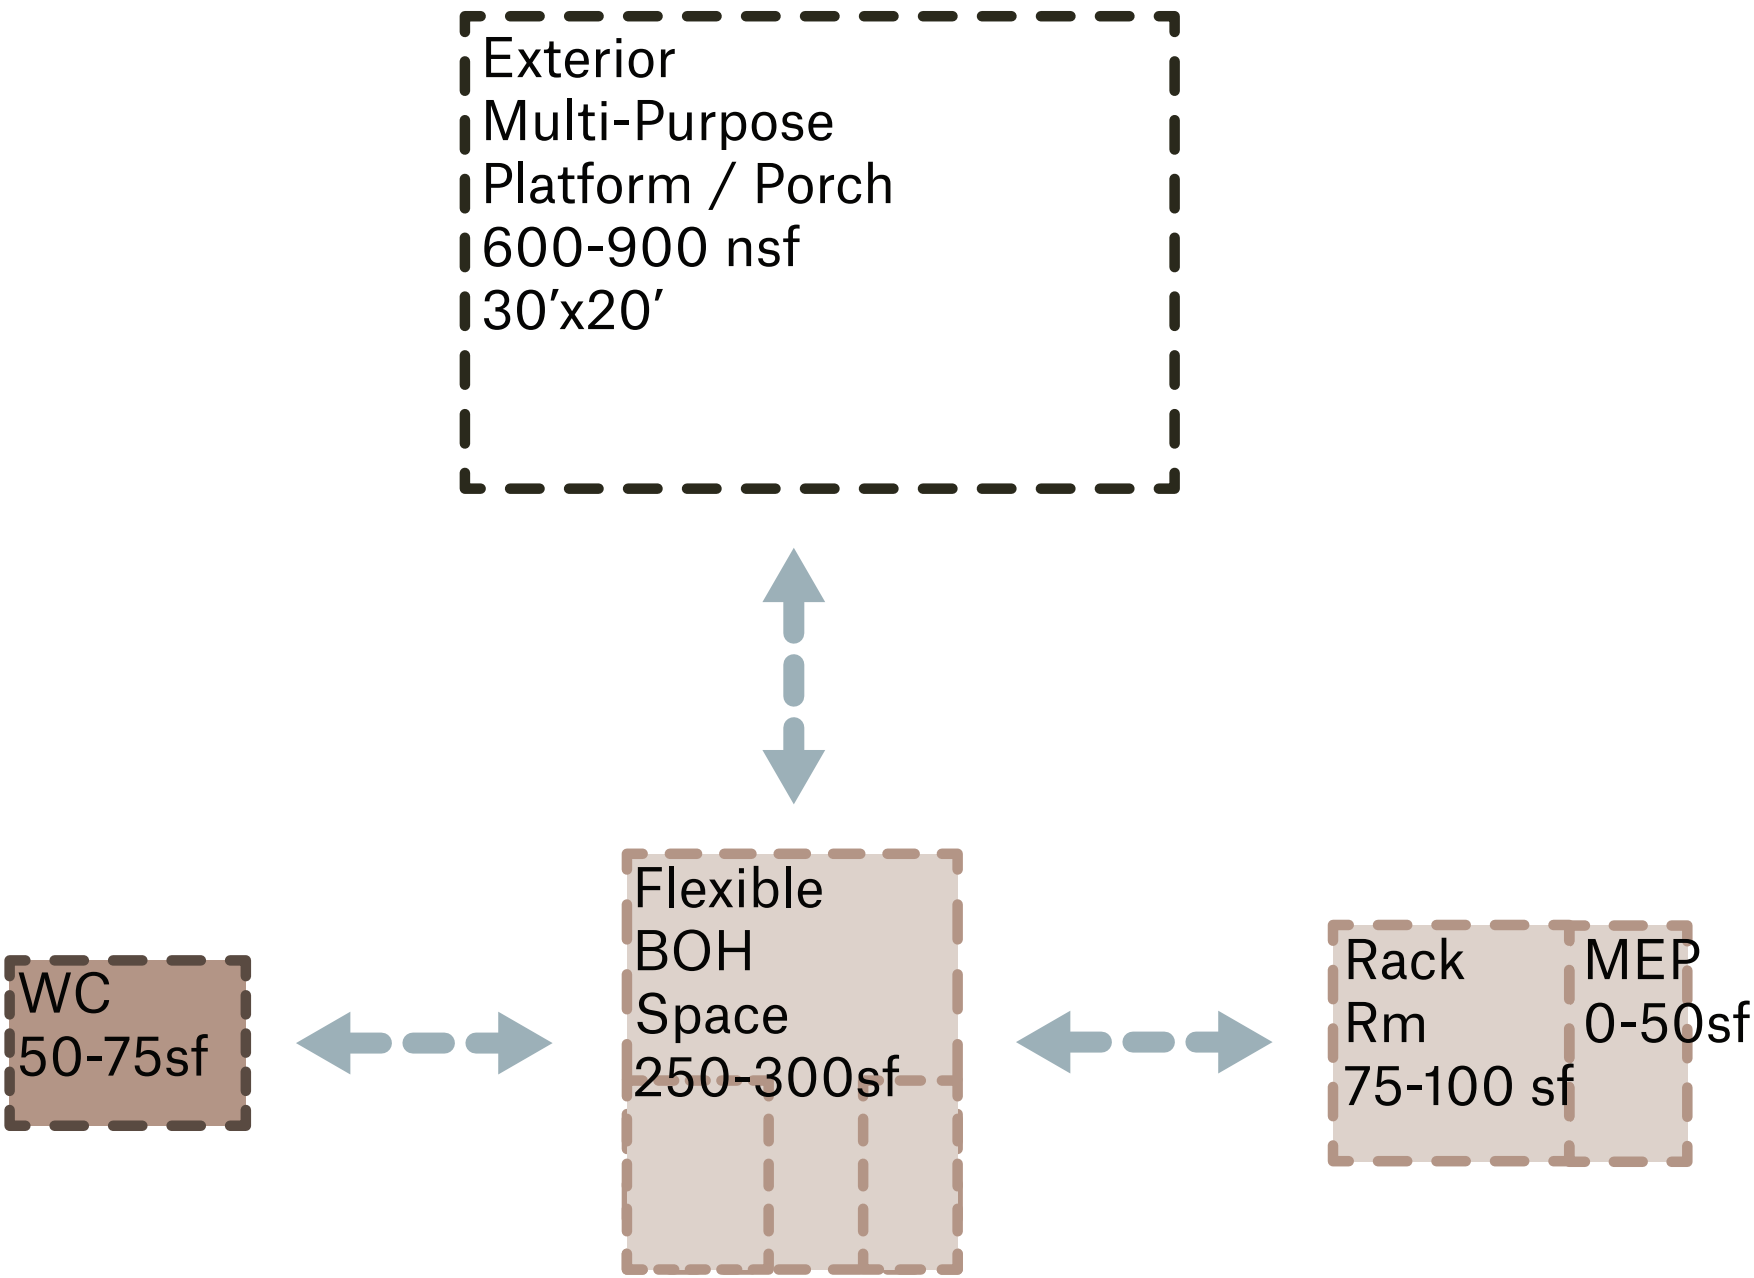 Exterior
Multi-Purpose
Platform / Porch
600-900 nsf
30’x20’
WC
50-75sf
Flexible
BOH
Space
250-300sf
Rack
Rm
75-100 sf
MEP
0-50sf